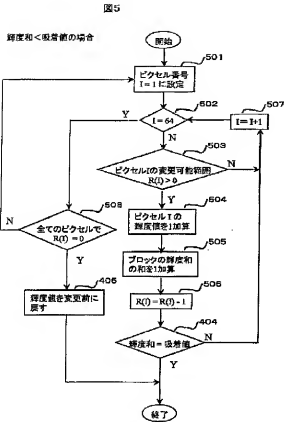 図5
輝度和<吸着値の場合
開始
501
ピクセル番号
I=1に設定
502
507
Y
I=64
I=I+1
N
503
ピクセルIの変更可能範囲
R(I)>0
N
Y
504
ピクセルIの
輝度値を1加算
508
全てのピクセルで
R(I)=0
N
505
ブロックの輝度和
の和を1加算
Y
506
405
R(I)=R(I)-1
輝度値を変更前に
戻す
404
輝度和=吸着値
N
Y
終了